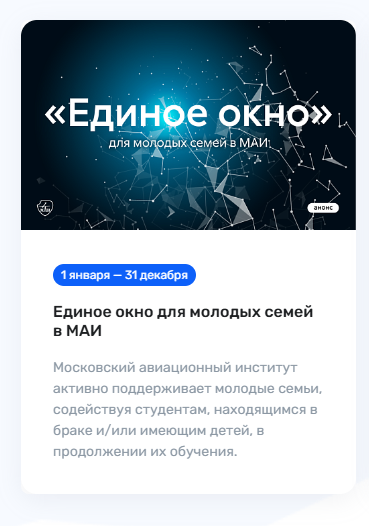 «Единое окно»
для молодых семей в МАИ
анонс
1 января — 31 декабря
Единое окно для молодых семей
в МАИ
Московский авиационный институт
активно поддерживает молодые семьи,
содействуя студентам, находящимся в
браке и/или имеющим детей, в
продолжении их обучения.